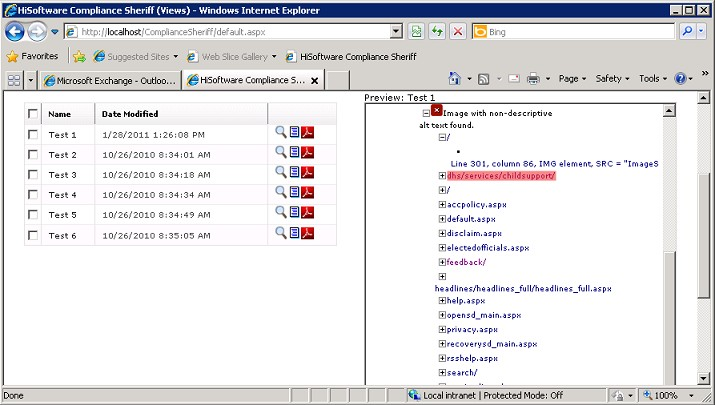 HiSoftware Compliance Sheriff (Views) - Windows Internet Explorer
http://localhost/ComplianceSheriff/default.aspx
Bing
Favorites
Suggested Sites
Web Slice Gallery
HiSoftware Compliance Sheriff
Microsoft Exchange - Outloo...
HiSoftware Compliance S...
Page
Safety
Tools
Preview: Test 1
Name Date Modified
Test 1 1/28/2011 1:26:08 PM
Test 2 10/26/2010 8:34:01 AM
Test 3 10/26/2010 8:34:18 AM
Test 4 10/26/2010 8:34:34 AM
Test 5 10/26/2010 8:34:49 AM
Test 6 10/26/2010 8:35:05 AM
Image with non-descriptive
alt text found.
/
Line 301, column 86, IMG element, SRC = "ImageS
dhs/services/childsupport/
/
accpolicy.aspx
default.aspx
disclaim.aspx
electedofficials.aspx
feedback/
headlines/headlines_full/headlines_full.aspx
help.aspx
opensd_main.aspx
privacy.aspx
recoverysd_main.aspx
rsshelp.aspx
search/
Done
Local intranet | Protected Mode: Off
100%